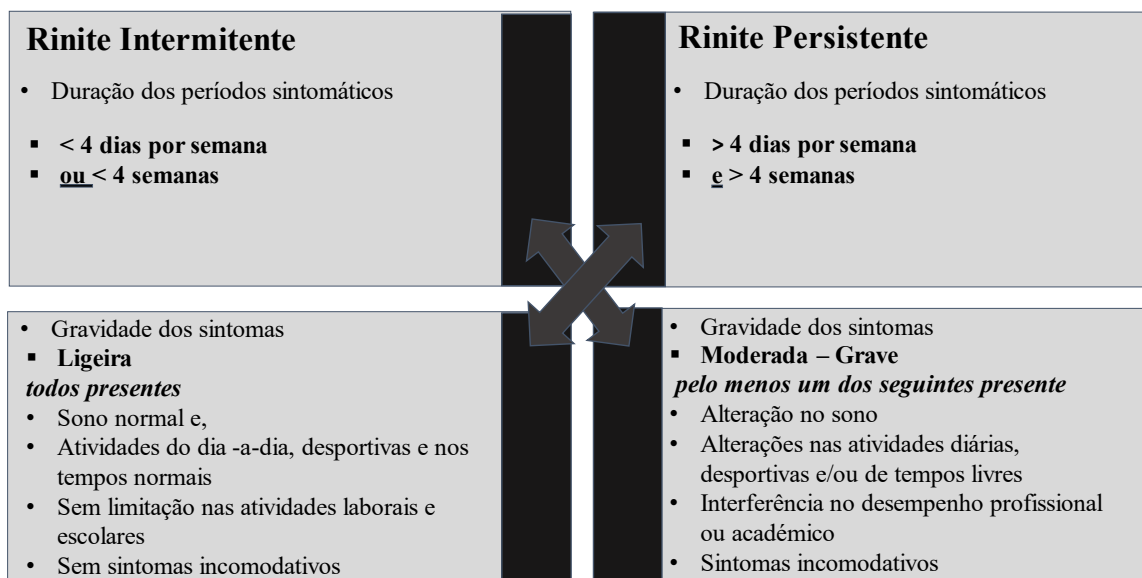 Rinite Intermitente
• Duração dos períodos sintomáticos
▪ < 4 dias por semana
▪ ou < 4 semanas
Rinite Persistente
• Duração dos períodos sintomáticos
▪ > 4 dias por semana
▪ e > 4 semanas
• Gravidade dos sintomas
▪ Ligeira
todos presentes
• Sono normal e,
• Atividades do dia -a-dia, desportivas e nos
tempos normais
• Sem limitação nas atividades laborais e
escolares
• Sem sintomas incomodativos
• Gravidade dos sintomas
▪ Moderada – Grave
pelo menos um dos seguintes presente
• Alteração no sono
• Alterações nas atividades diárias,
desportivas e/ou de tempos livres
• Interferência no desempenho profissional
ou académico
• Sintomas incomodativos